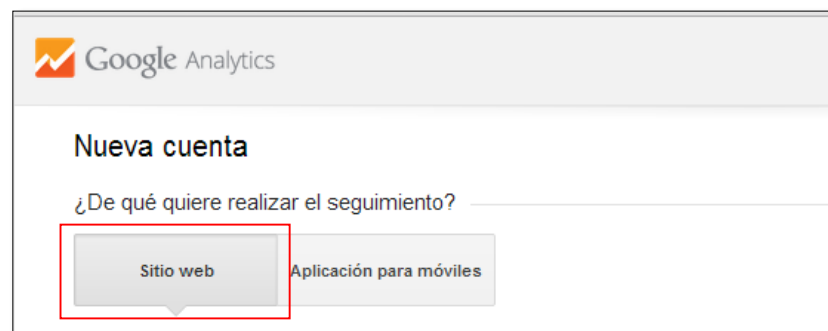 Google Analytics
Nueva cuenta
¿De qué quiere realizar el seguimiento?
Sitio web Aplicación para móviles